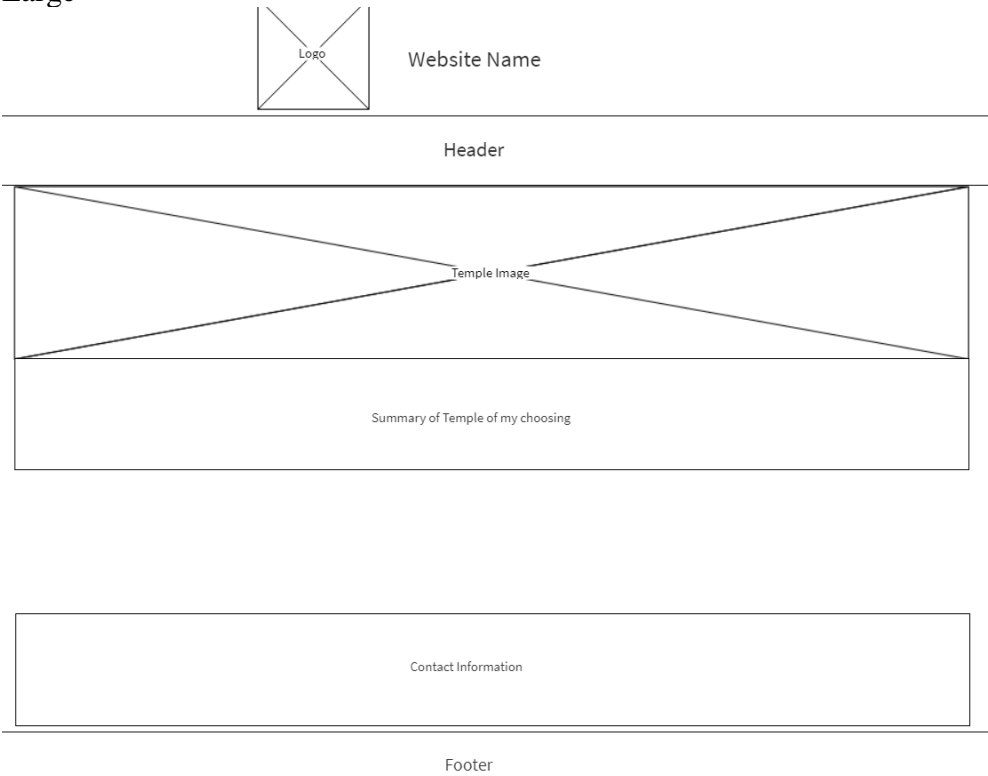 Large
Logo
Website Name
Header
Temple Image
Summary of Temple of my choosing
Contact Information
Footer